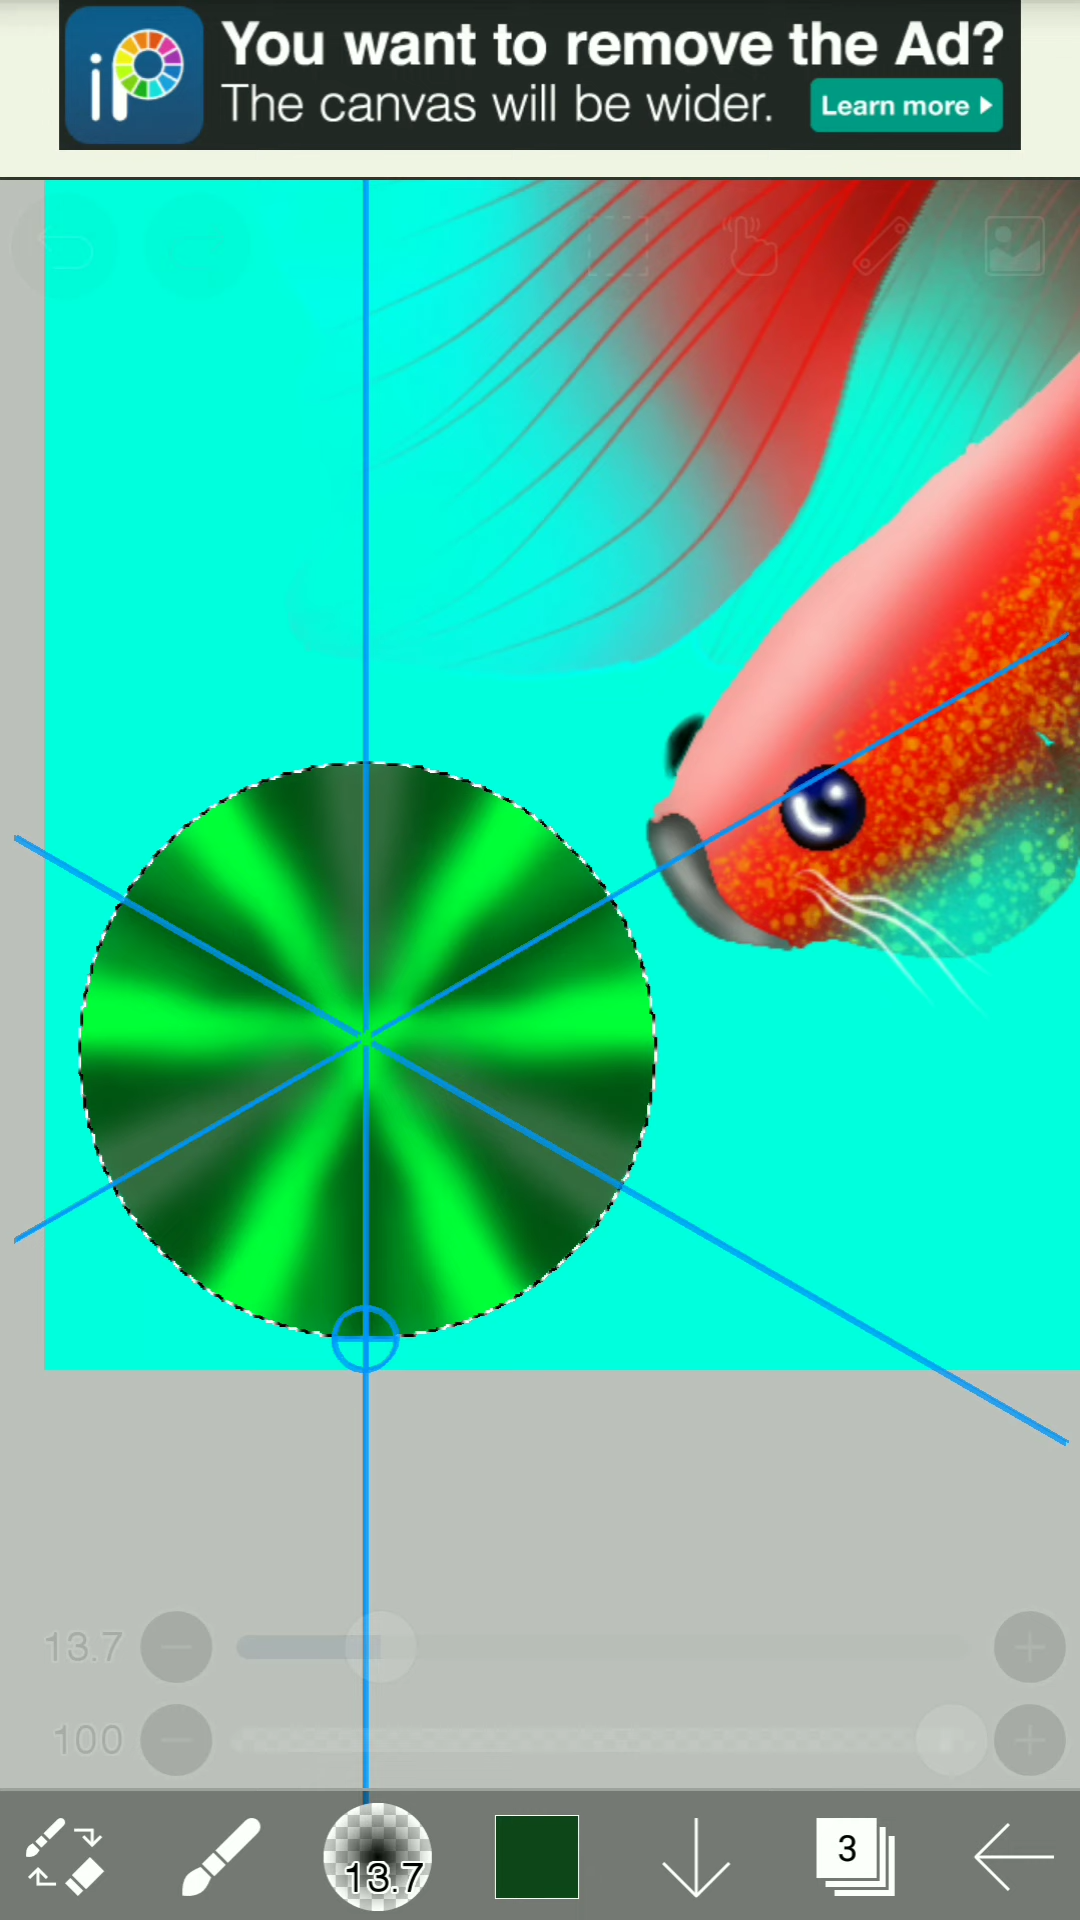 iP
You want to remove the Ad?
The canvas will be wider.
Learn more
13.7
100
13.7
3